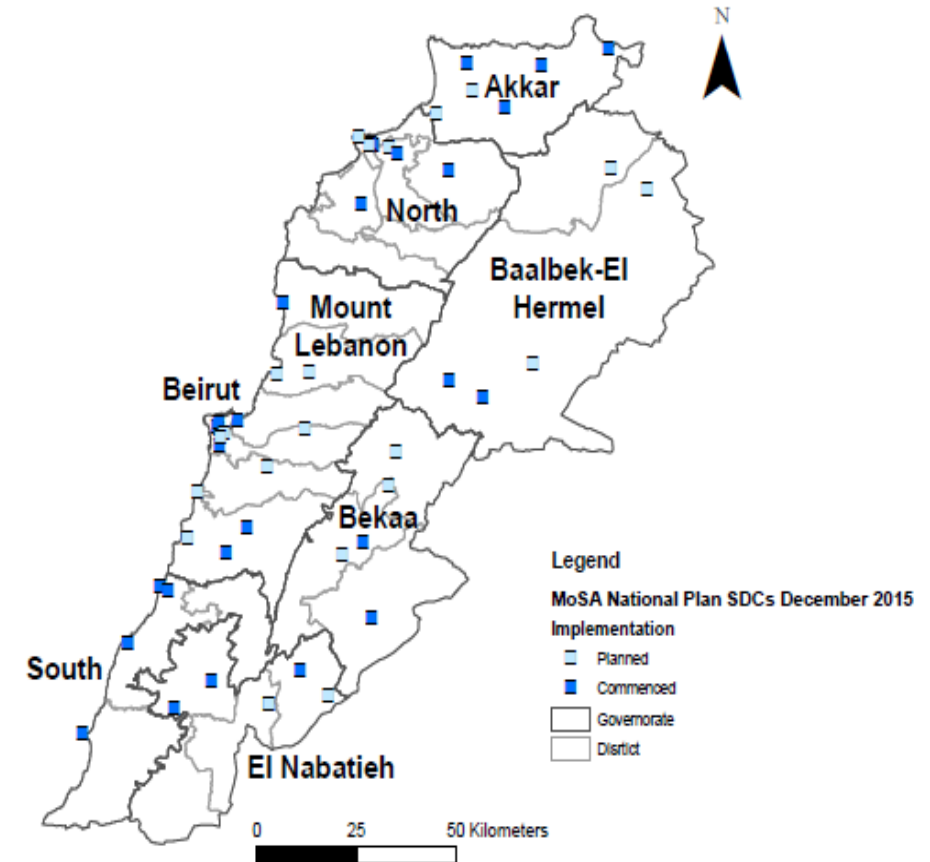 N
Akkar
North
Baalbek-El
Hermel
Mount
Lebanon
Beirut
Bekaa
Legend
MoSA National Plan SDCs December 2015
Implementation
Planned
Commenced
Governorate
Disrtict
South
El Nabatieh
0 25 50 Kilometers